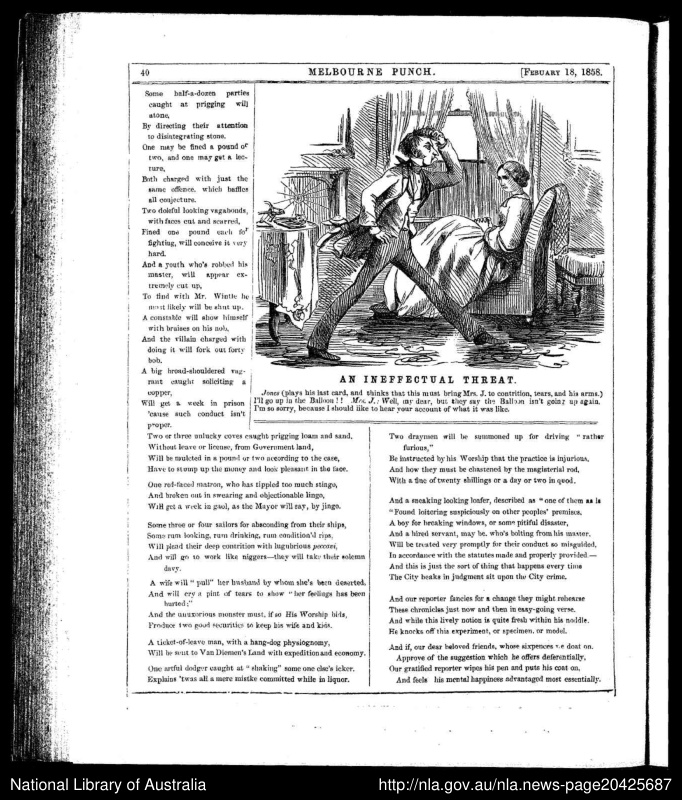 40
MELBOURNE PUNCH.
[FEBUARY 18, 1858.
Some half-a-dozen parties
caught at prigging will
atone,
By directing their attention
to disintegrating stone.
One may be fined a pound or
two, and one may get a lec-
ture,
Both charged with just the
same offence, which baffles
all conjecture.
Two doleful looking vagabonds,
with faces cut and scarred,
Fined one pound each for
fighting, will conceive it very
hard.
And a youth who's robbed his
master, will appear ex-
tremely cut up,
To find with Mr. Wintle he
most likely will be shut up.
A constable will show himself
with bruises on his nob,
And the villain charged with
doing it will fork out forty
bob.
A big broad-shouldered vag-
rant caught soliciting a
copper,
Will get a week in prison
'cause such conduct isn't
proper.
AN INEFFECTUAL THREAT.
Jones (plays his last card, and thinks that this must bring Mrs. J. to contrition, tears, and his arms.)
I'll go up in the Balloon!! Mrs. J.: Well, my dear, but they say the Balloon isn't going up again.
I'm so sorry, because I should like to hear your account of what it was like.
Two or three unlucky coves caught prigging loam and sand,
Without leave or license, from Government land,
Will be mulcted in a pound or two according to the case,
Have to stump up the money and look pleasant in the face.
One red-faced matron, who has tippled too much stingo,
And broken out in swearing and objectionable lingo,
Will get a week in gaol, as the Mayor will say, by jingo.
Some three or four sailors for absconding from their ships,
Some rum looking, rum drinking, rum condition'd rips,
Will plead their deep contrition with lugubrious peccavi,
And will go to work like niggers—they will take their solemn
davy.
A wife will "pull" her husband by whom she's been deserted,
And will cry a pint of tears to show "her feelings has been
hurted;"
And the unuxorious monster must, if so His Worship bids,
Produce two good securities to keep his wife and kids.
A ticket-of-leave man, with a hang-dog physiognomy,
Will be sent to Van Diemen's Land with expedition and economy.
One artful dodger caught at "shaking" some one else's ticker,
Explains 'twas all a mere mistke committed while in liquor.
Two draymen will be summoned up for driving "rather
furious,"
Be instructed by his Worship that the practice is injurious,
And how they must be chastened by the magisterial rod,
With a fine of twenty shillings or a day or two in quod.
And a sneaking looking loafer, described as "one of them as is
"Found loitering suspiciously on other peoples' premises,
A boy for breaking windows, or some pitiful disaster,
And a hired servant, may be, who's bolting from his master,
Will be treated very promptly for their conduct so misguided,
In accordance with the statutes made and properly provided.—
And this is just the sort of thing that happens every time
The City beaks in judgment sit upon the City crime.
And our reporter fancies for a change they might rehearse
These chronicles just now and then in easy-going verse.
And while this lively notion is quite fresh within his noddle,
He knocks off this experiment, or specimen, or model.
And if, our dear beloved friends, whose sixpences we doat on,
Approve of the suggestion which he offers deferentially,
Our gratified reporter wipes his pen and puts his coat on,
And feels his mental happiness advantaged most essentially.
National Library of Australia
http://nla.gov.au/nla.news-page20425687